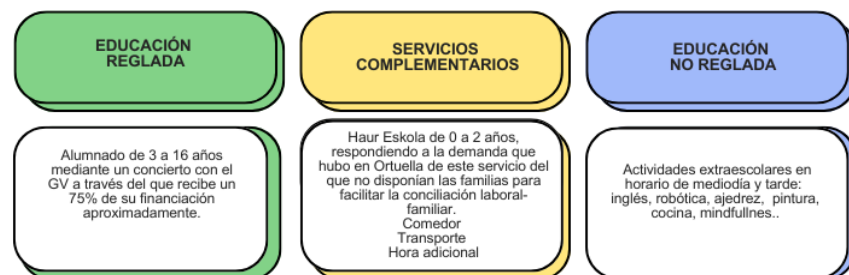 EDUCACIÓN
REGLADA
SERVICIOS
COMPLEMENTARIOS
EDUCACIÓN
NO REGLADA
Alumnado de 3 a 16 años
mediante un concierto con el
GV a través del que recibe un
75% de su financiación
aproximadamente.
Haur Eskola de 0 a 2 años,
respondiendo a la demanda que
hubo en Ortuella de este servicio del
que no disponían las familias para
facilitar la conciliación laboral-
familiar.
Comedor
Transporte
Hora adicional
Actividades extraescolares en
horario de mediodía y tarde:
inglés, robótica, ajedrez, pintura,
cocina, mindfullnes..